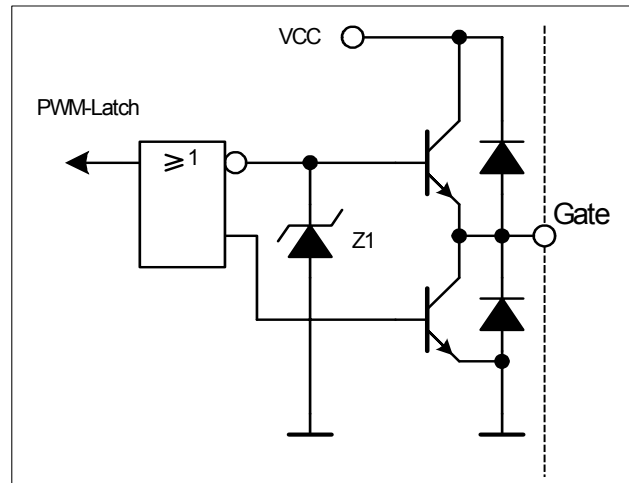 VCC
PWM-Latch
≥1
Gate
Z1